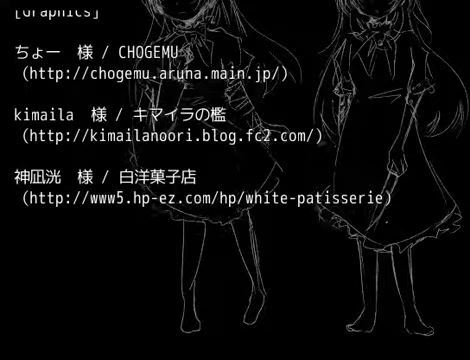 [Graphics]
ちょー 様 / CHOGEMU
(http://chogemu.aruna.main.jp/)
kimaila 様 / キマイラの檻
(http://kimailanoori.blog.fc2.com/)
神凪洸 様 / 白洋菓子店
(http://www5.hp-ez.com/hp/white-patisserie)